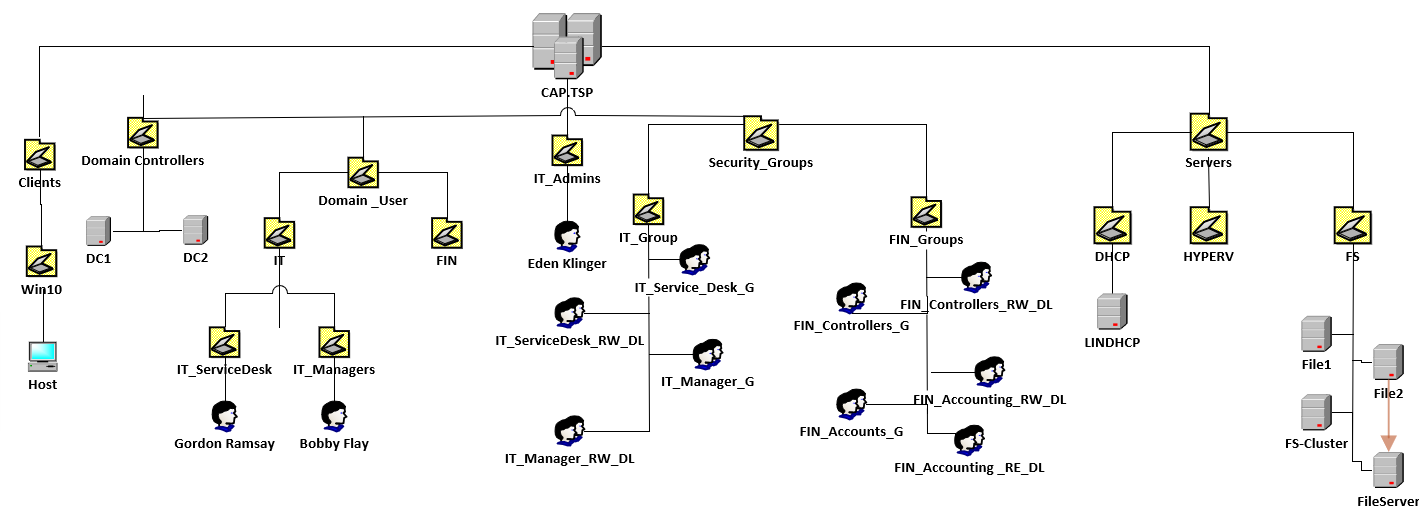 CAP.TSP
Clients
Domain Controllers
Domain _User
IT_Admins
Security_Groups
Servers
Win10
DC1
DC2
IT
FIN
Eden Klinger
IT_Group
FIN_Groups
DHCP
HYPERV
FS
IT_Service_Desk_G
FIN_Controllers_RW_DL
FIN_Controllers_G
IT_ServiceDesk_RW_DL
LINDHCP
File1
Host
IT_ServiceDesk
IT_Managers
IT_Manager_G
File2
FIN_Accounting_RW_DL
FIN_Accounts_G
Gordon Ramsay
Bobby Flay
FS-Cluster
IT_Manager_RW_DL
FIN_Accounting _RE_DL
FileServer